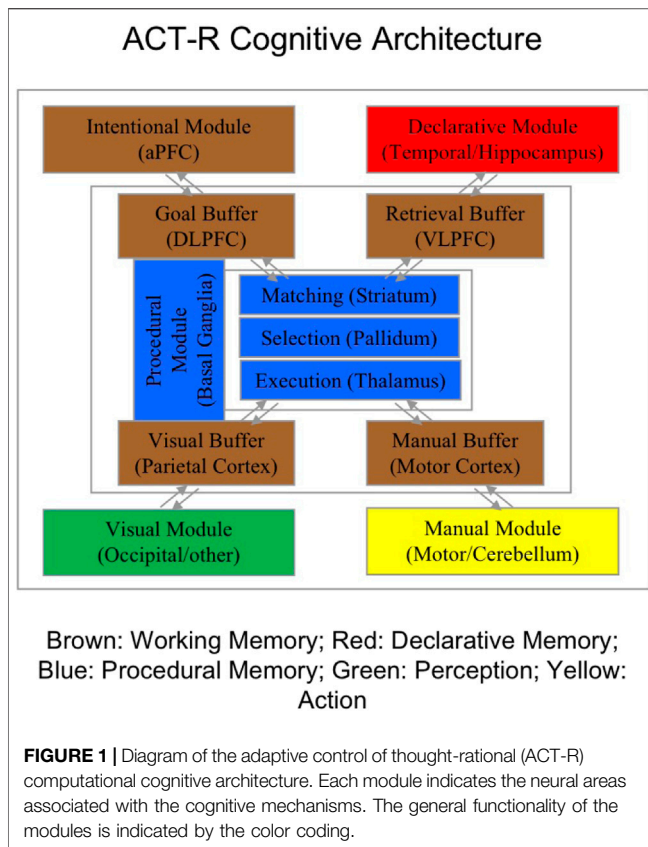 ACT-R Cognitive Architecture
Intentional Module
(aPFC)
Declarative Module
(Temporal/Hippocampus)
Goal Buffer
(DLPFC)
Retrieval Buffer
(VLPFC)
Procedural
Module
(Basal Ganglia)
Matching (Striatum)
Selection (Pallidum)
Execution (Thalamus)
Visual Buffer
(Parietal Cortex)
Manual Buffer
(Motor Cortex)
Visual Module
(Occipital/other)
Manual Module
(Motor/Cerebellum)
Brown: Working Memory; Red: Declarative Memory;
Blue: Procedural Memory; Green: Perception; Yellow:
Action
FIGURE 1 | Diagram of the adaptive control of thought-rational (ACT-R)
computational cognitive architecture. Each module indicates the neural areas
associated with the cognitive mechanisms. The general functionality of the
modules is indicated by the color coding.